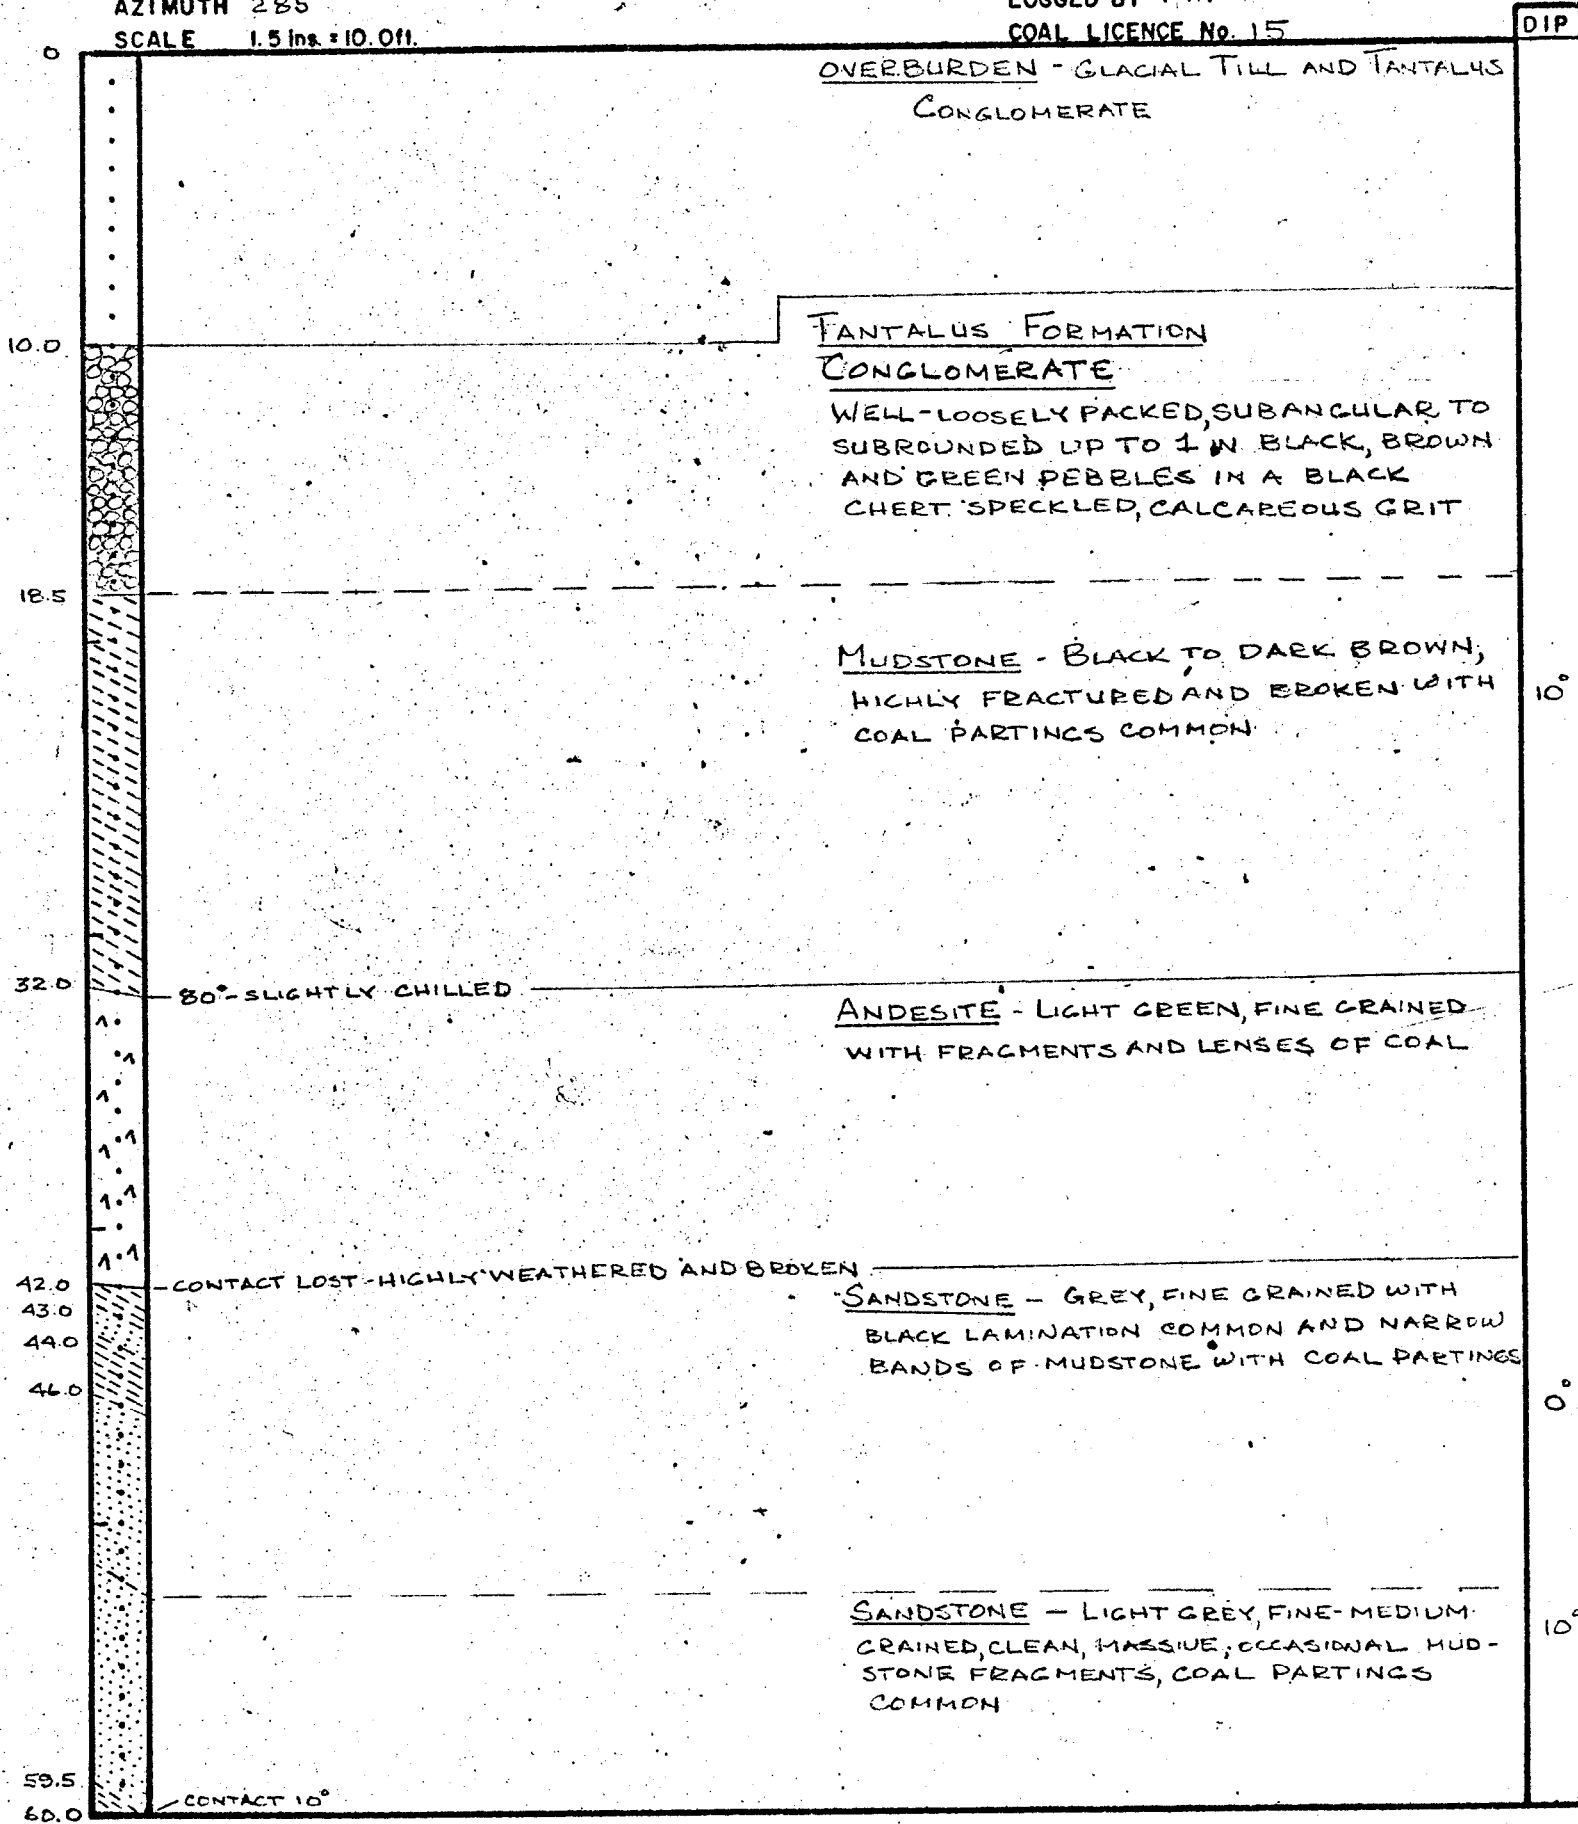 AZIMUTH 285
LOGGED BY
SCALE 1.5 ins. = 10.0ft.
COAL LICENCE No. 15
DIP
0
OVERBURDEN - GLACIAL TILL AND TANTALUS
CONGLOMERATE
10.0
TANTALUS FORMATION
CONGLOMERATE
WELL-LOOSELY PACKED, SUBANGULAR TO
SUBROUNDED UP TO 1 IN. BLACK, BROWN
AND GREEN PEBBLES IN A BLACK
CHERT SPECKLED, CALCAREOUS GRIT
18.5
MUDSTONE - BLACK TO DARK BROWN,
HIGHLY FRACTURED AND BROKEN WITH
COAL PARTINGS COMMON
10°
32.0
80°-SLIGHTLY CHILLED
ANDESITE - LIGHT GREEN, FINE GRAINED
WITH FRAGMENTS AND LENSES OF COAL
42.0
CONTACT LOST-HIGHLY WEATHERED AND BROKEN
43.0
SANDSTONE - GREY, FINE GRAINED WITH
44.0
BLACK LAMINATION COMMON AND NARROW
BANDS OF MUDSTONE WITH COAL PARTINGS
46.0
0°
SANDSTONE - LIGHT GREY, FINE-MEDIUM
GRAINED, CLEAN, MASSIVE, OCCASIONAL MUD-
STONE FRAGMENTS, COAL PARTINGS
COMMON
10°
59.5
CONTACT 10°
60.0